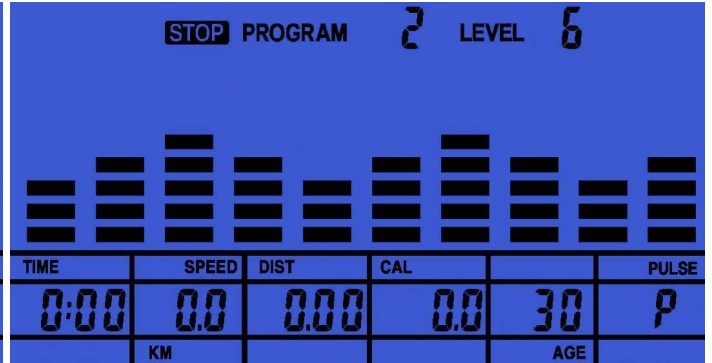 STOP PROGRAM 2 LEVEL 6
TIME SPEED DIST CAL PULSE
0:00 0.0 0.00 0.0 30 P
KM AGE